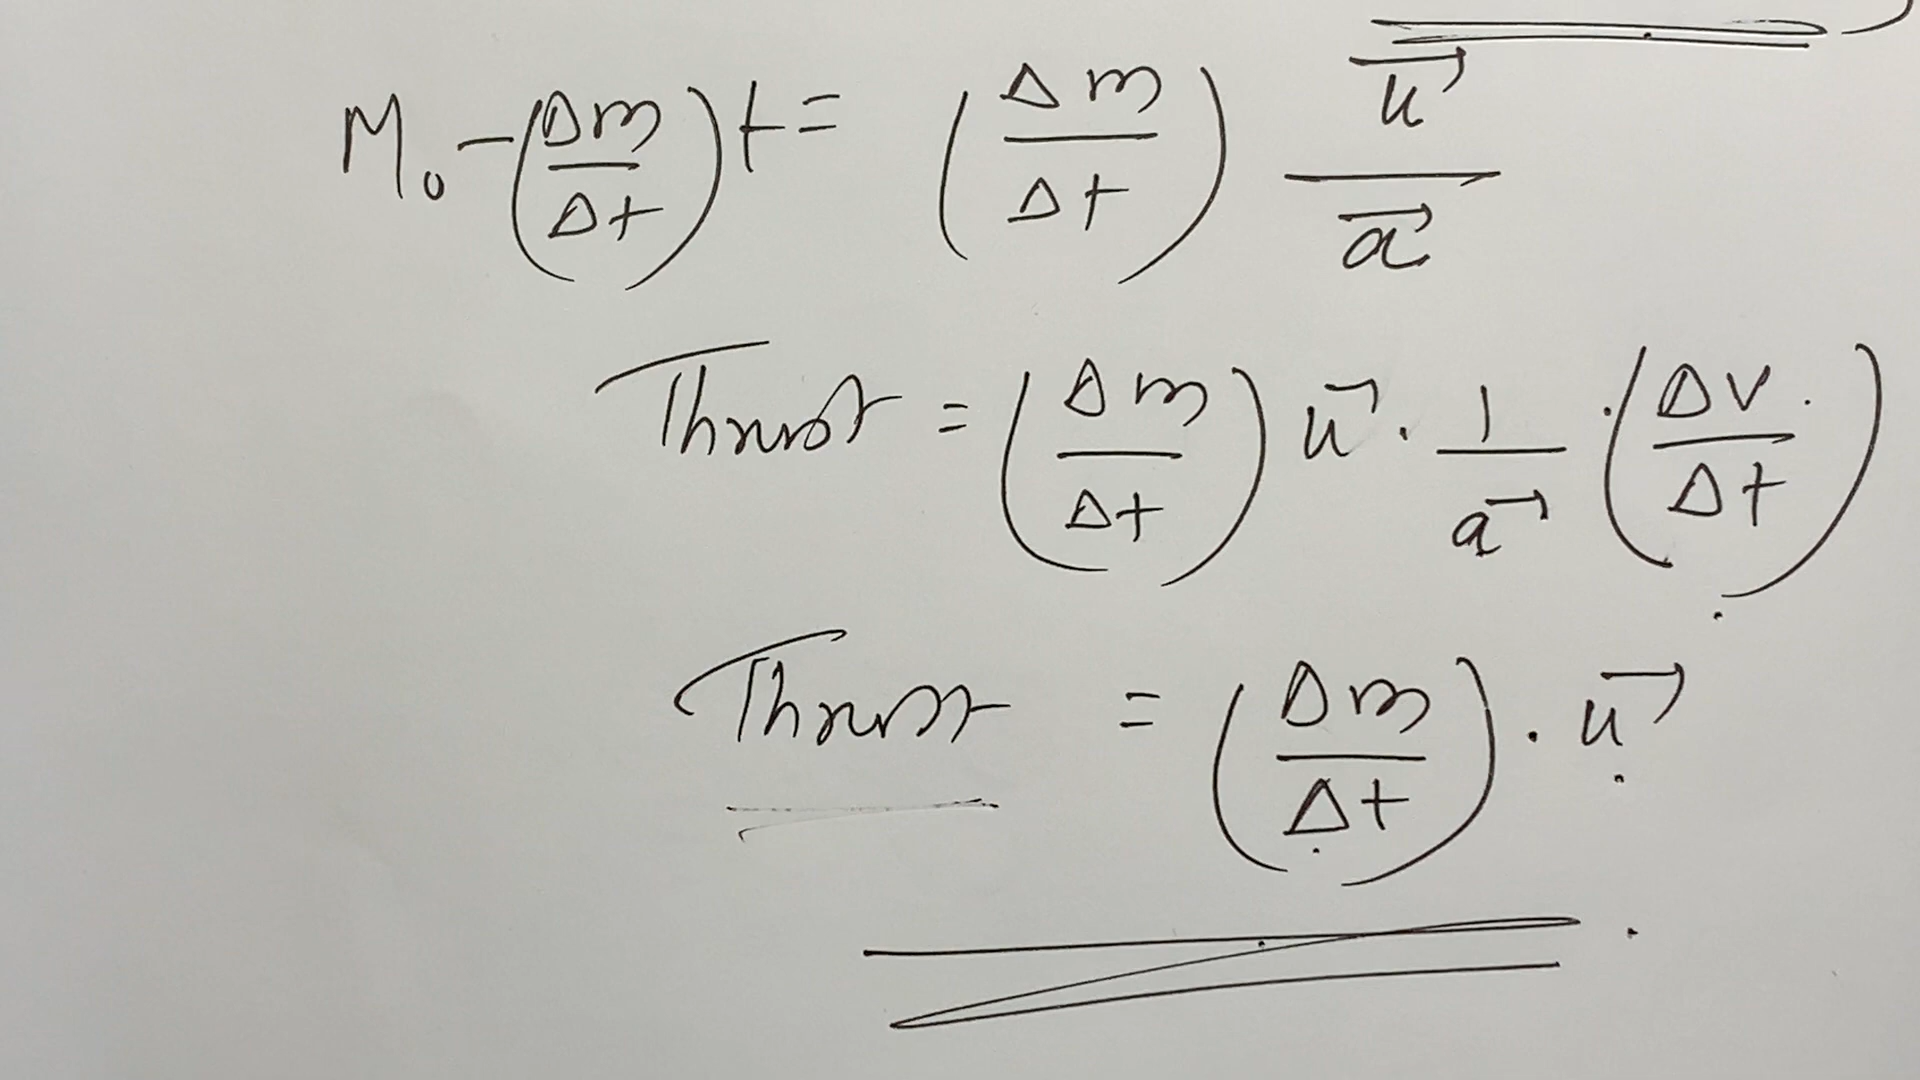 M₀ - (Δm/Δt) t = (Δm/Δt) u⃗/a⃗
Thrust = (Δm/Δt) u⃗ · 1/a⃗ · (Δv/Δt)
Thrust = (Δm/Δt) · u⃗